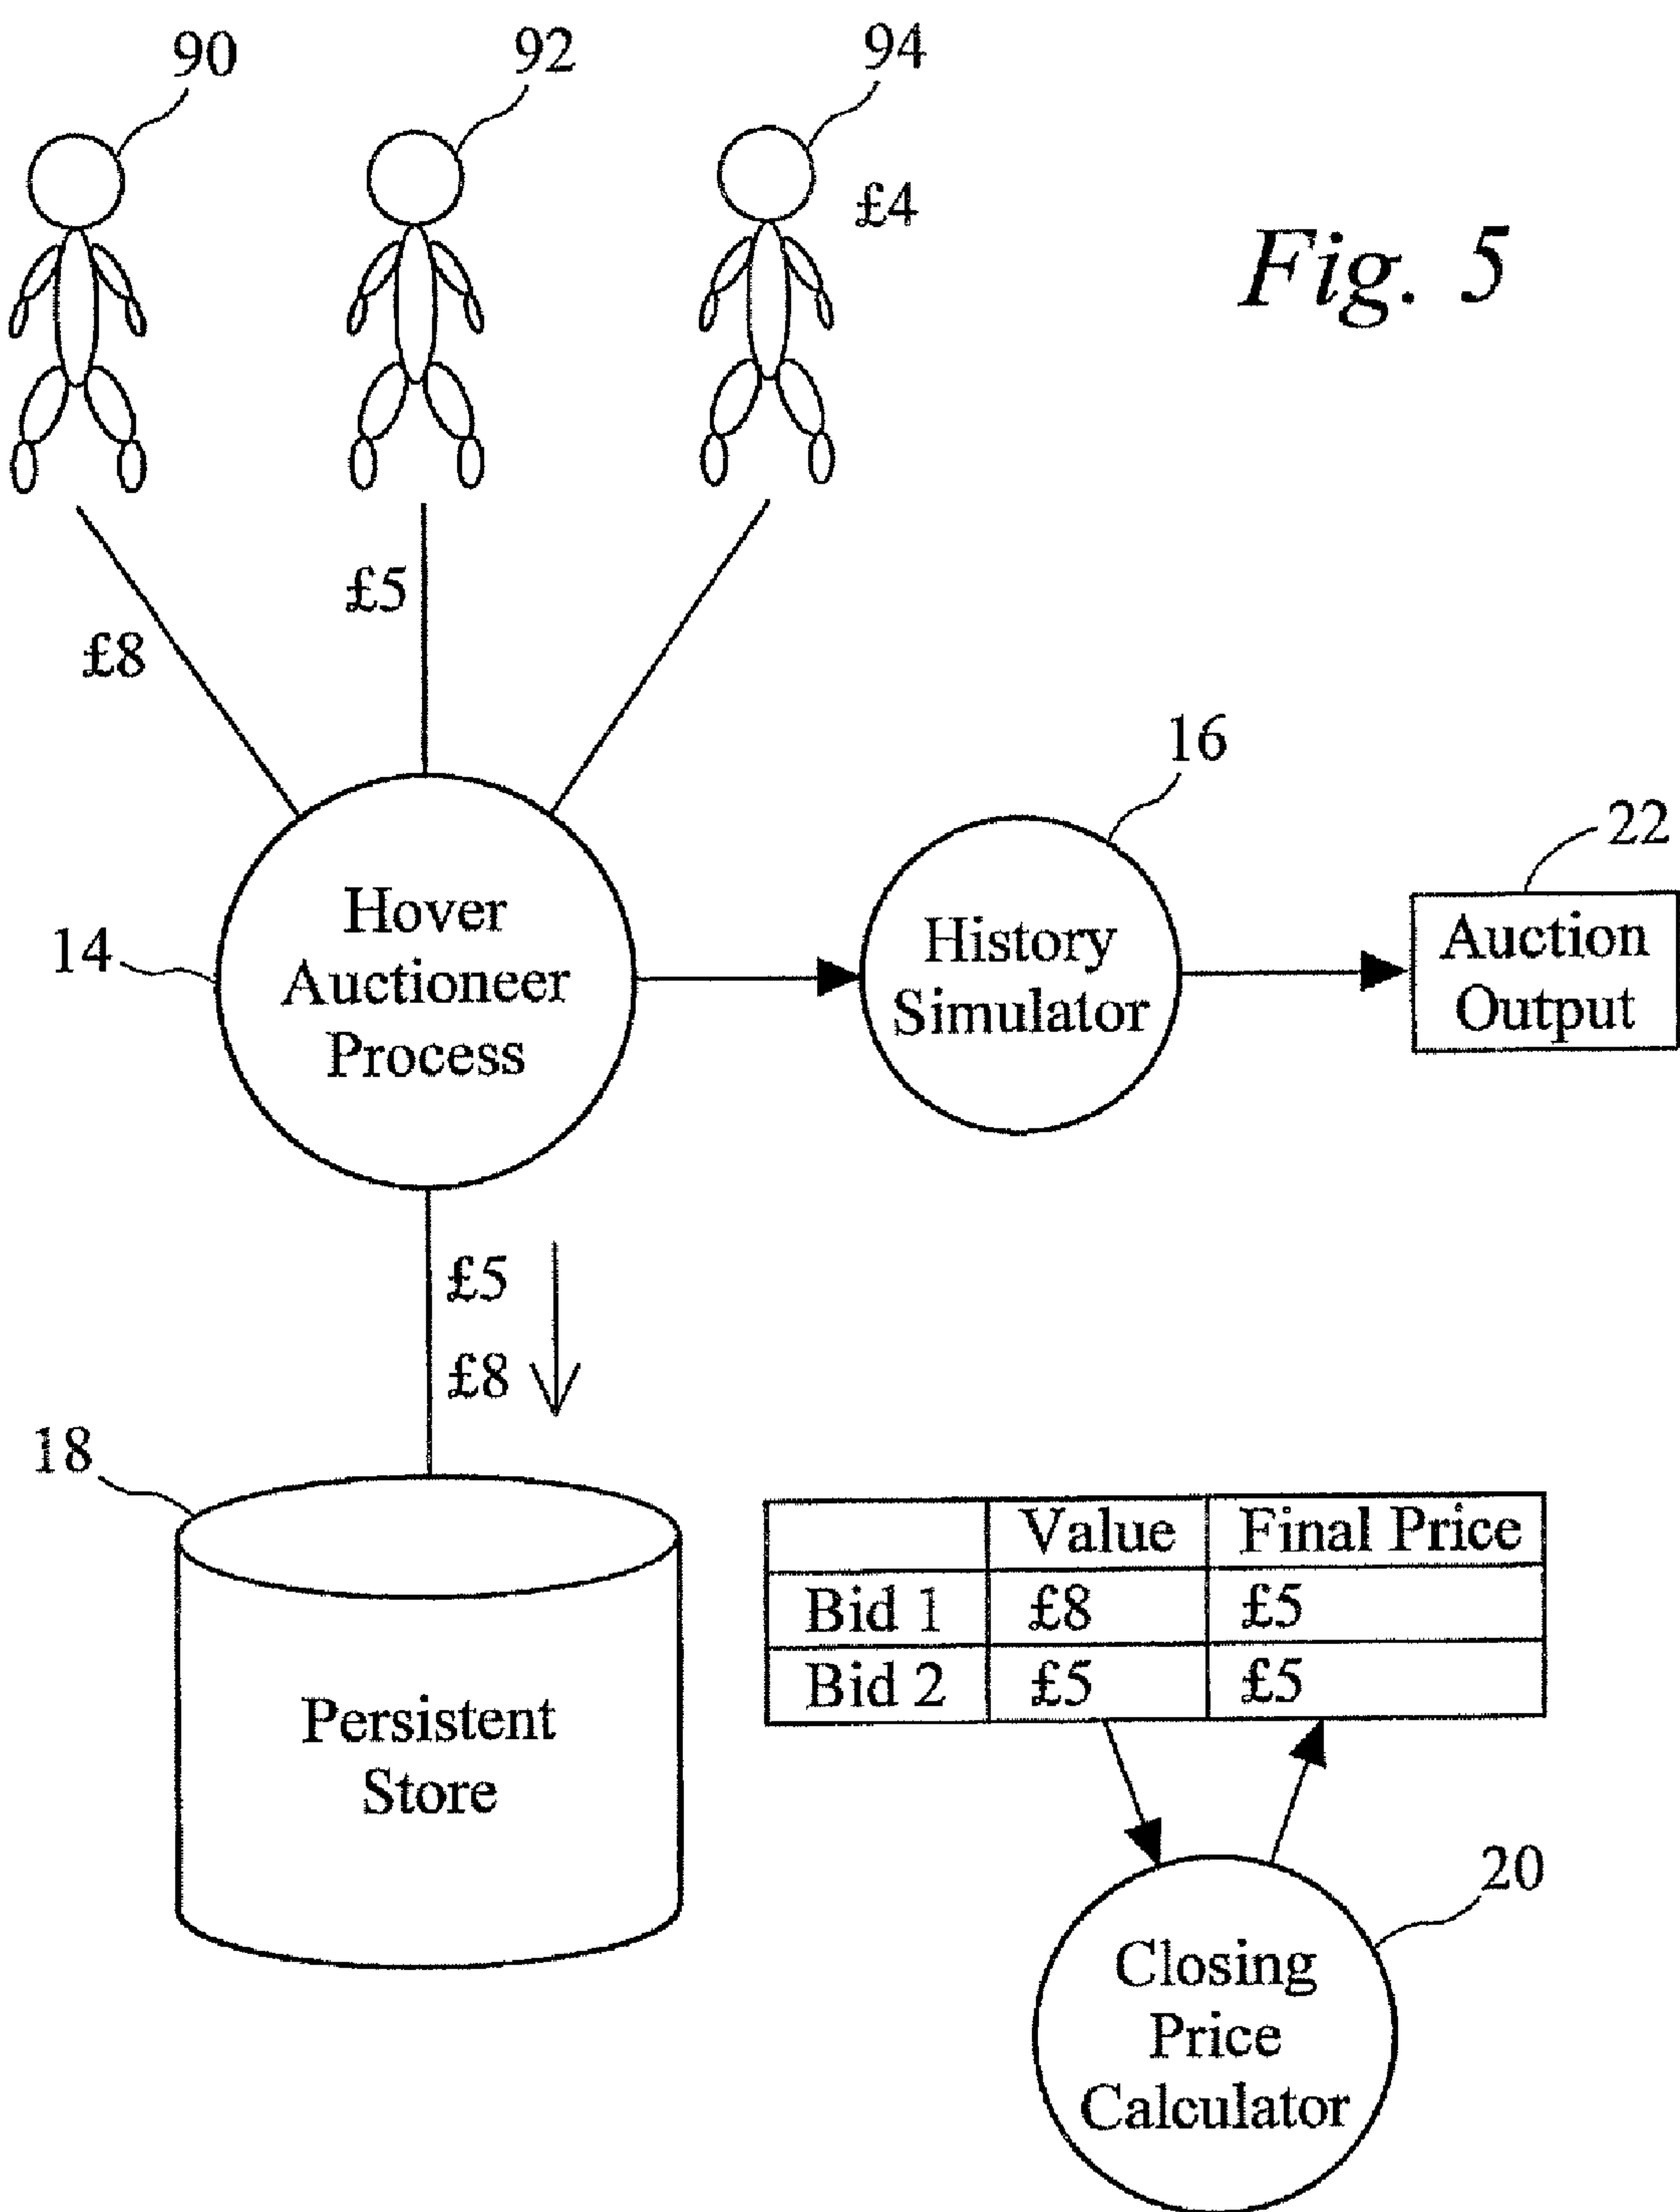 90
92
94
£4
Fig. 5
£5
£8
16
22
14
Hover
Auctioneer
Process
History
Simulator
Auction
Output
£5
£8
18
Persistent
Store
Value Final Price
Bid 1 £8 £5
Bid 2 £5 £5
20
Closing
Price
Calculator